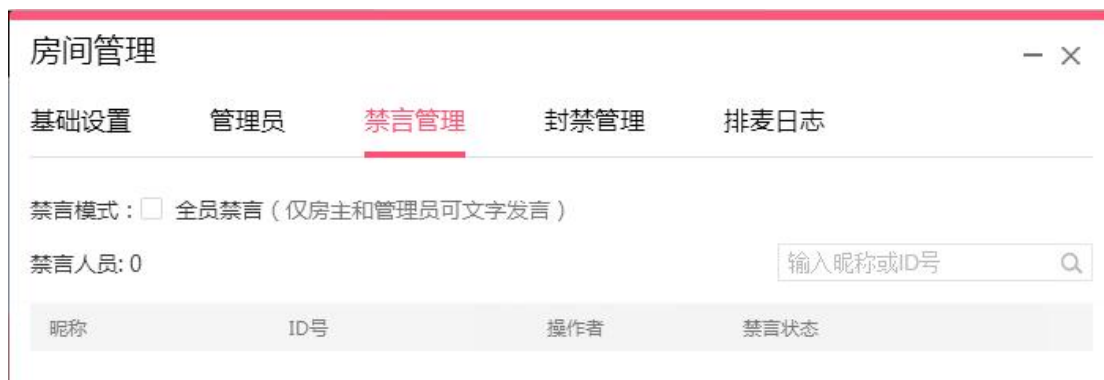 房间管理
基础设置 管理员 禁言管理 封禁管理 排麦日志
禁言模式：全员禁言（仅房主和管理员可文字发言）
禁言人员: 0 输入昵称或ID号
昵称 ID号 操作者 禁言状态